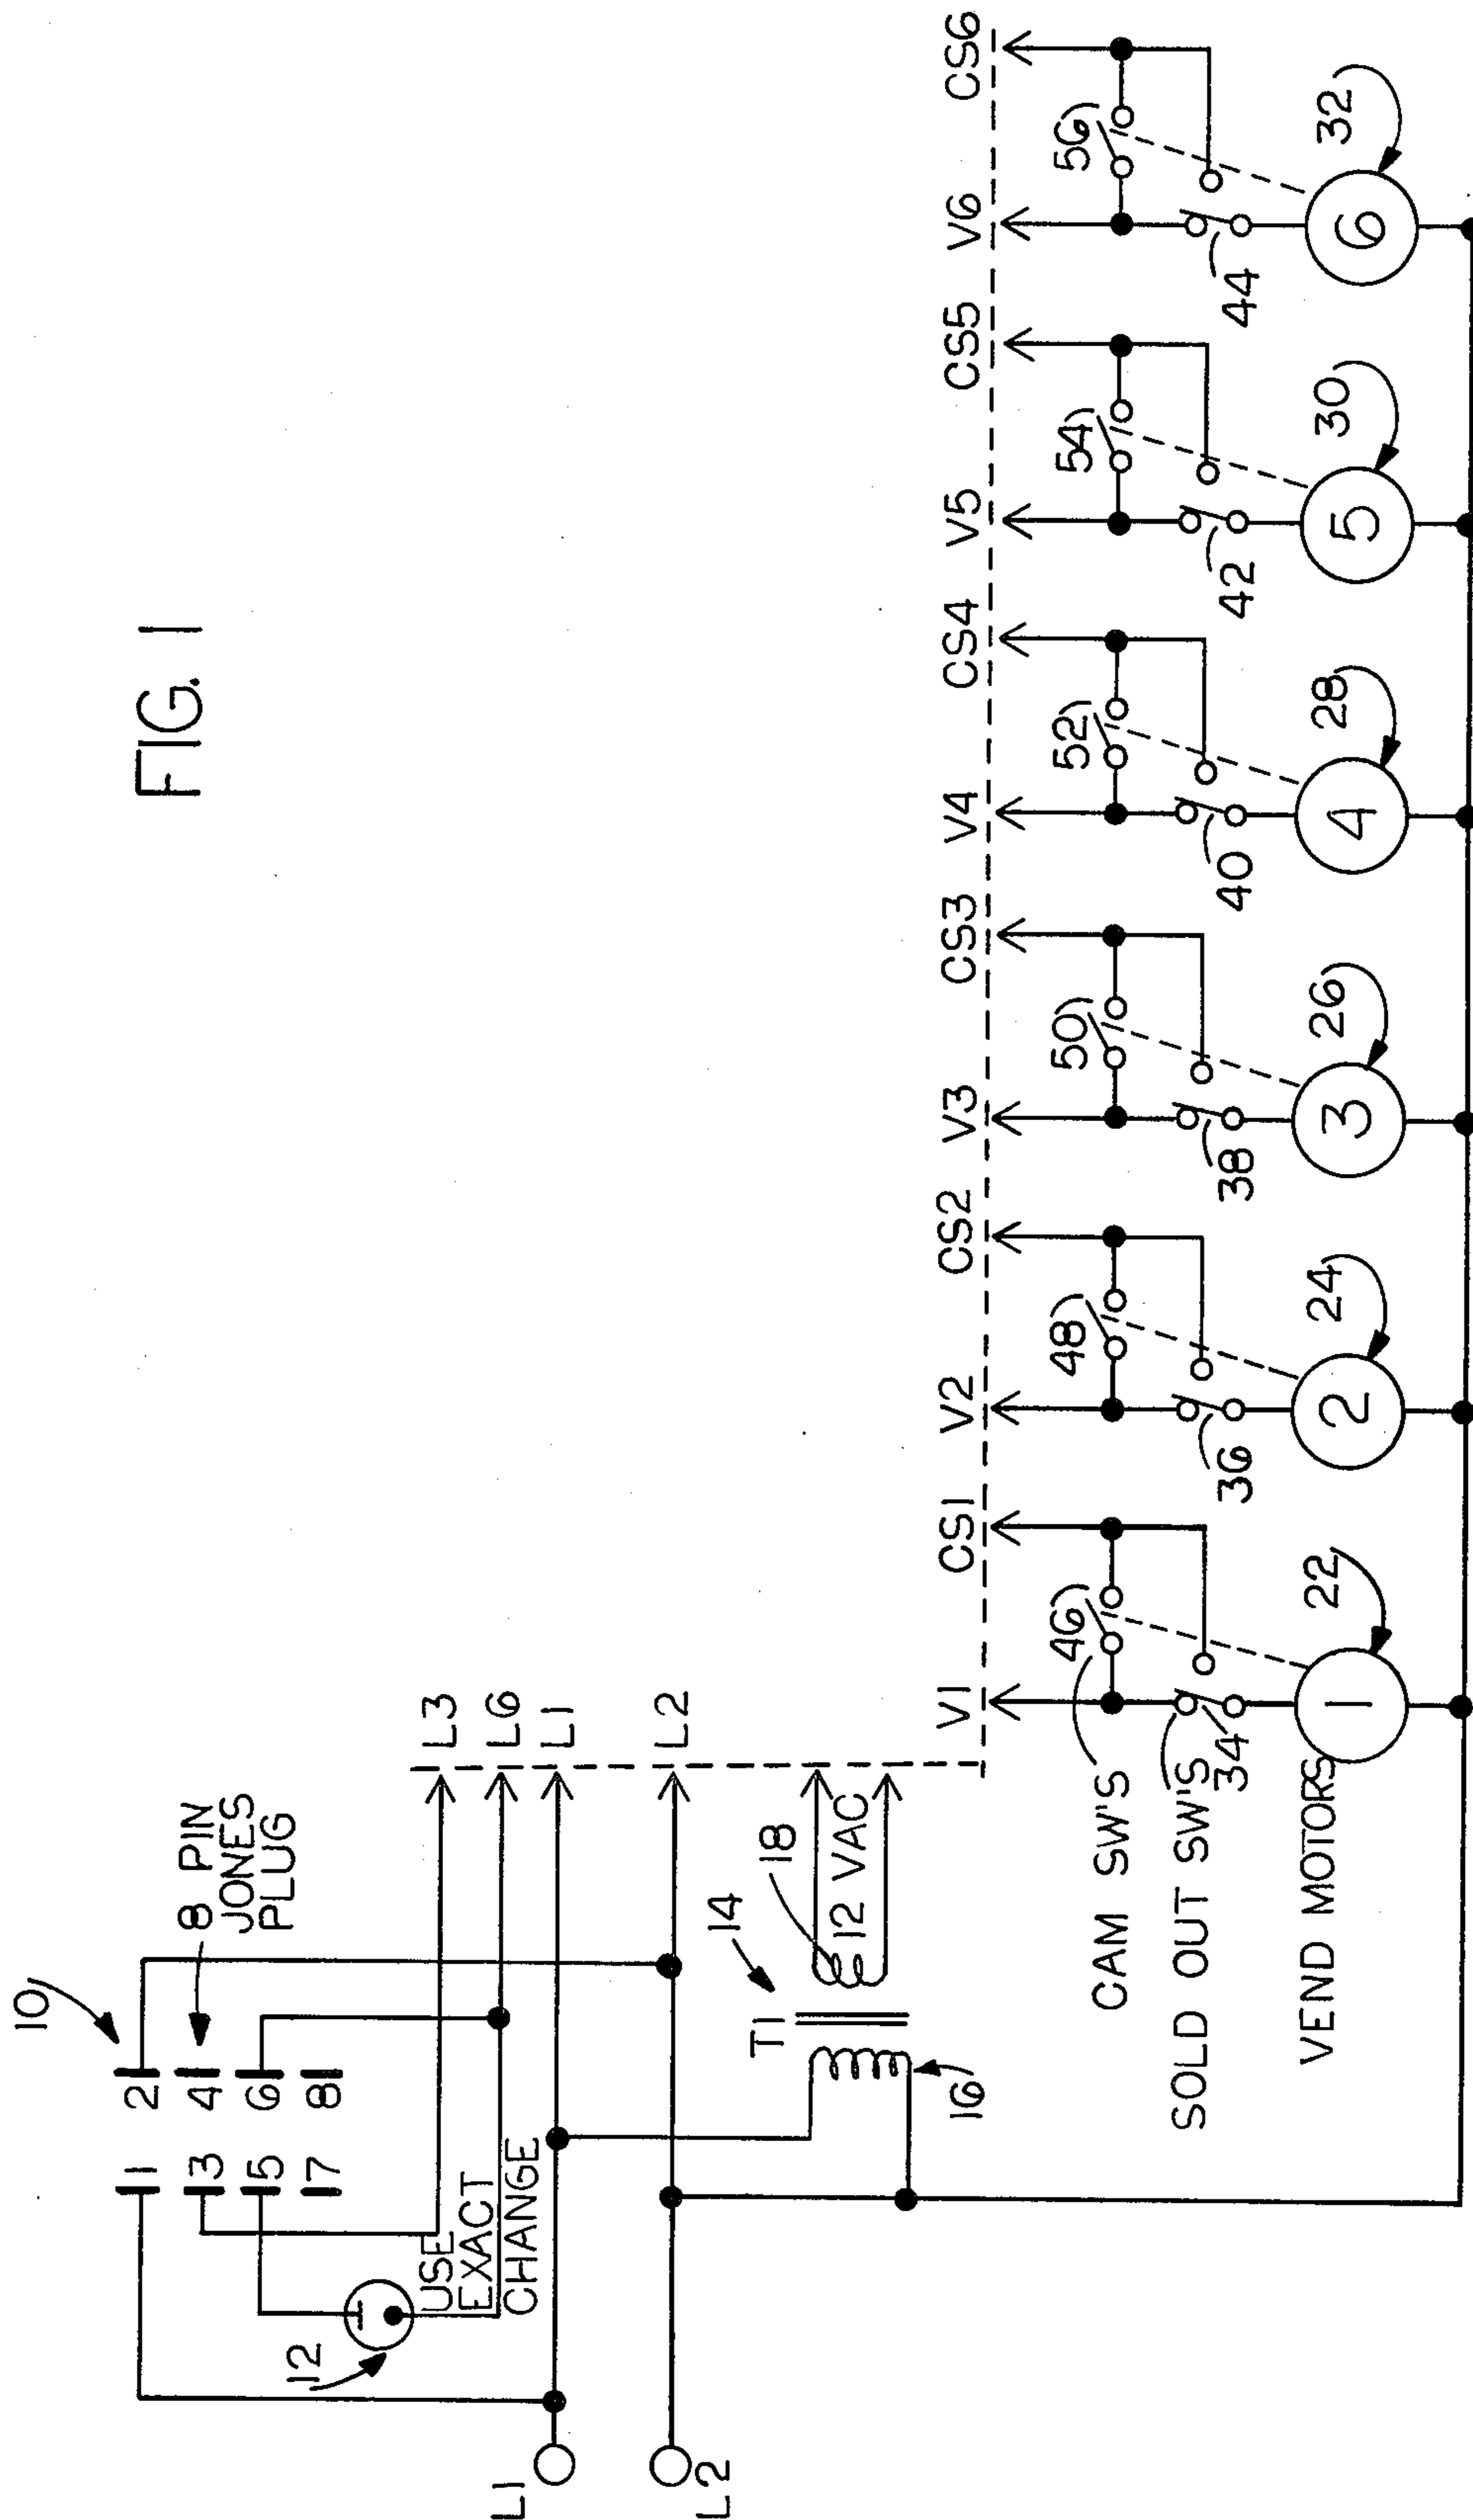 FIG. 1
10
1 2
3 4
5 6
7 8
8 PIN
JONES
PLUG
12
USE
EXACT
CHANGE
L3
L6
L1
L1
L2
L2
14
T1
18
12 VAC
16
V1 CS1 V2 CS2 V3 CS3 V4 CS4 V5 CS5 V6 CS6
CAM SW'S
46 48 50 52 54 56
SOLD OUT SW'S
34 36 38 40 42 44
VEND MOTORS
22 24 26 28 30 32
1 2 3 4 5 6